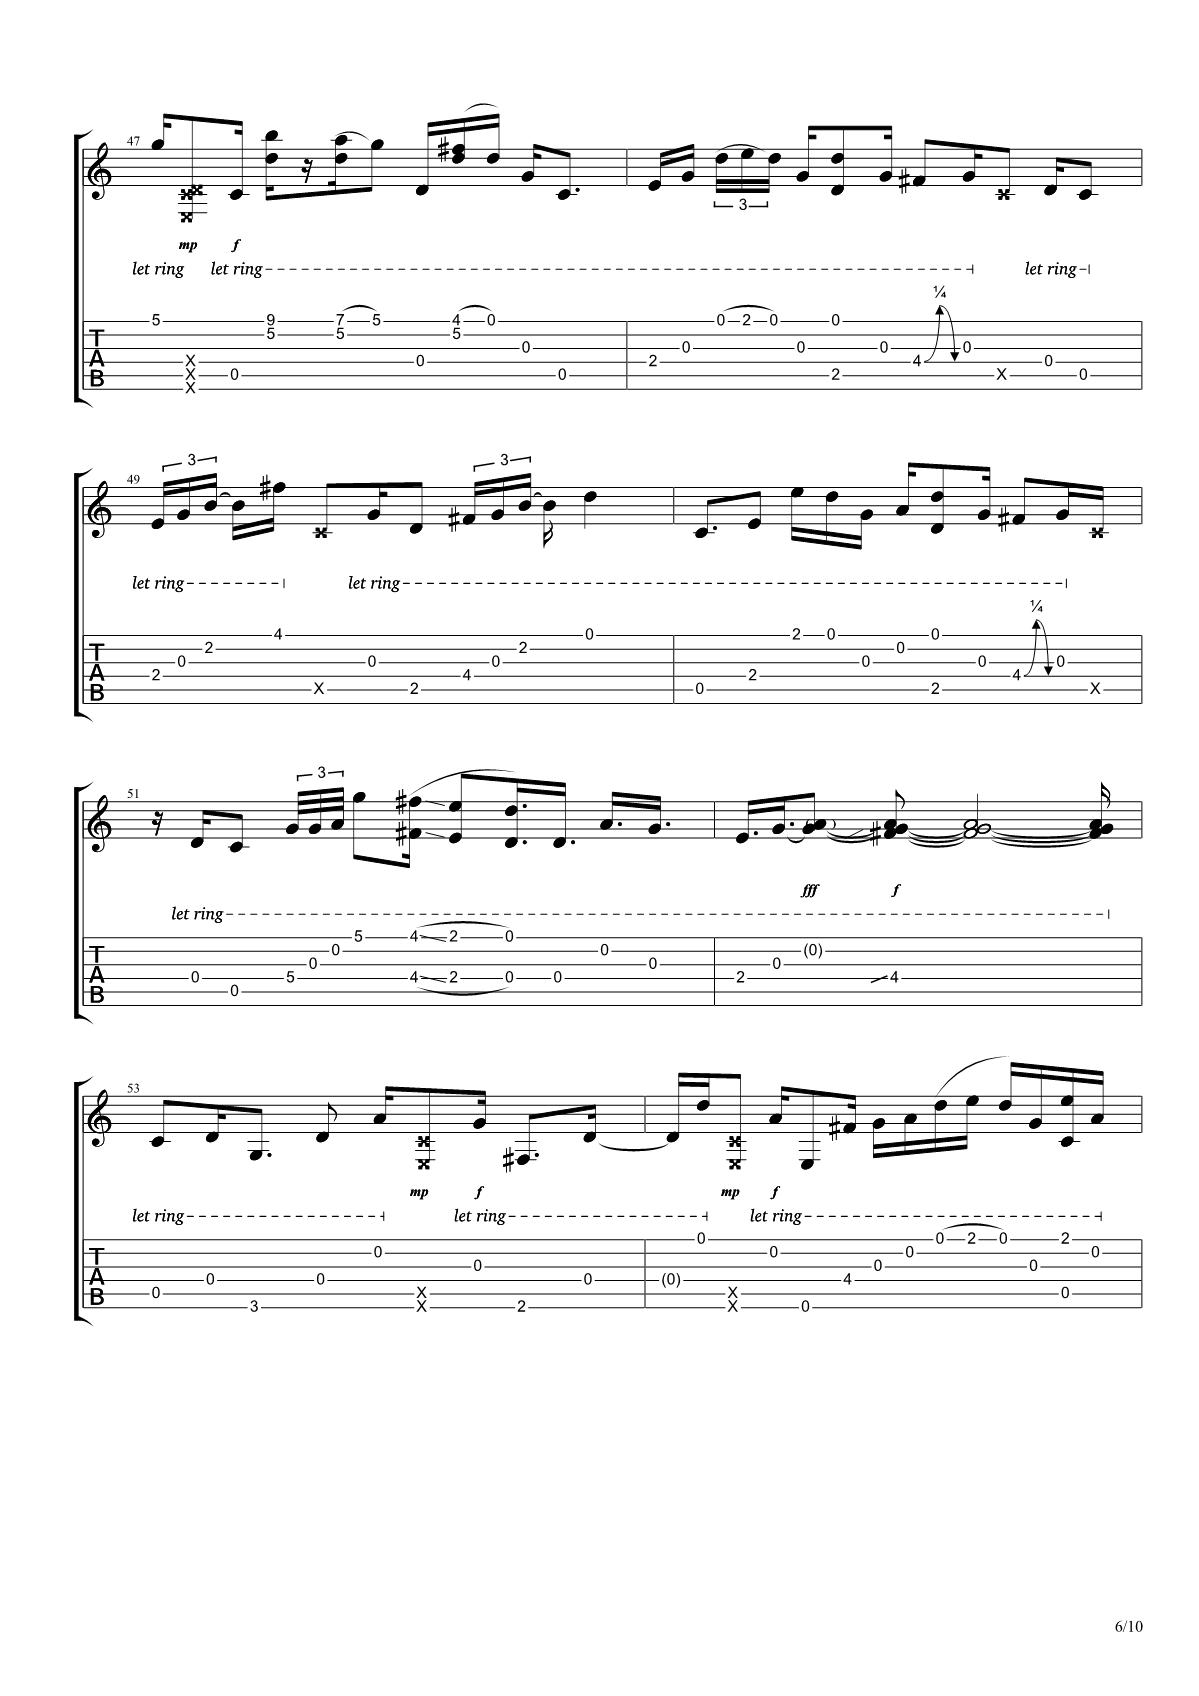 47
mp f
let ring let ring let ring
3
1/4
T A B
5 X X X 0 9 5 7 5 5 0 4 5 0 0 0 2 0 0 2 0 0 0 2 0 4 0 X 0 0
49
3 3
let ring let ring
1/4
T A B
2 0 2 4 X 0 2 4 0 2 0 0 2 2 0 0 0 0 2 0 4 0 X
51
3
fff f
let ring
T A B
0 0 5 0 0 5 4 4 2 2 0 0 0 0 0 2 0 (0) 4
53
mp f mp f
let ring let ring let ring
T A B
0 0 3 0 0 X X 0 2 0 (0) 0 X X 0 0 4 0 0 0 2 0 0 2 0 0
6/10